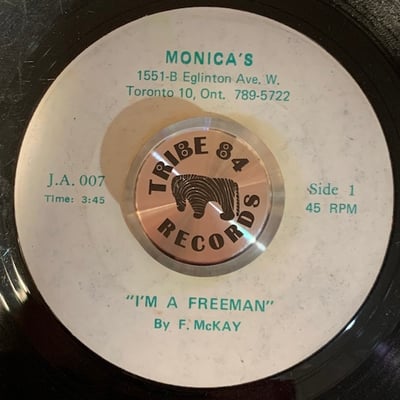 MONICA'S
1551-B Eglinton Ave. W.
Toronto 10, Ont. 789-5722
TRIBE 84
RECORDS
J.A. 007
Time: 3:45
Side 1
45 RPM
"I'M A FREEMAN"
By F. McKAY